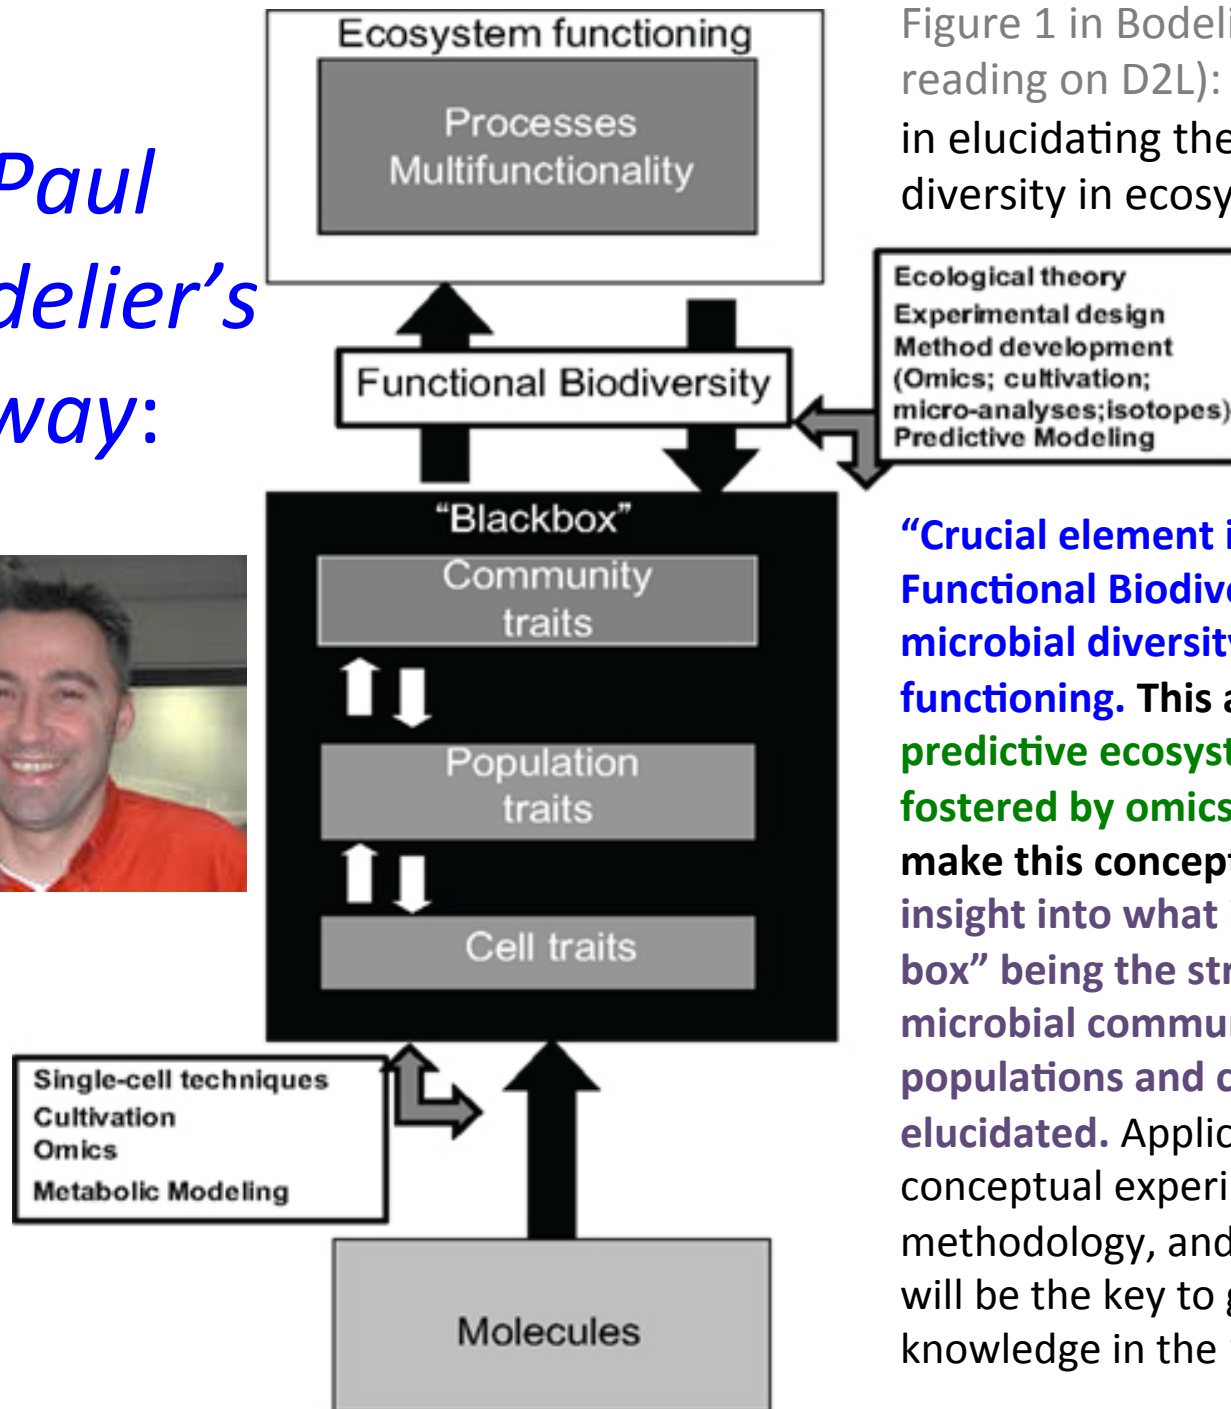 Paul
delier’s
way:
Ecosystem functioning
Processes
Multifunctionality
Functional Biodiversity
“Blackbox”
Community
traits
Population
traits
Cell traits
Single-cell techniques
Cultivation
Omics
Metabolic Modeling
Molecules
Figure 1 in Bodeli
reading on D2L):
in elucidating the
diversity in ecosy
Ecological theory
Experimental design
Method development
(Omics; cultivation;
micro-analyses;isotopes)
Predictive Modeling
“Crucial element i
Functional Biodive
microbial diversity
functioning. This a
predictive ecosyst
fostered by omics
make this concept
insight into what
box” being the str
microbial commu
populations and c
elucidated. Applic
conceptual experi
methodology, and
will be the key to g
knowledge in the